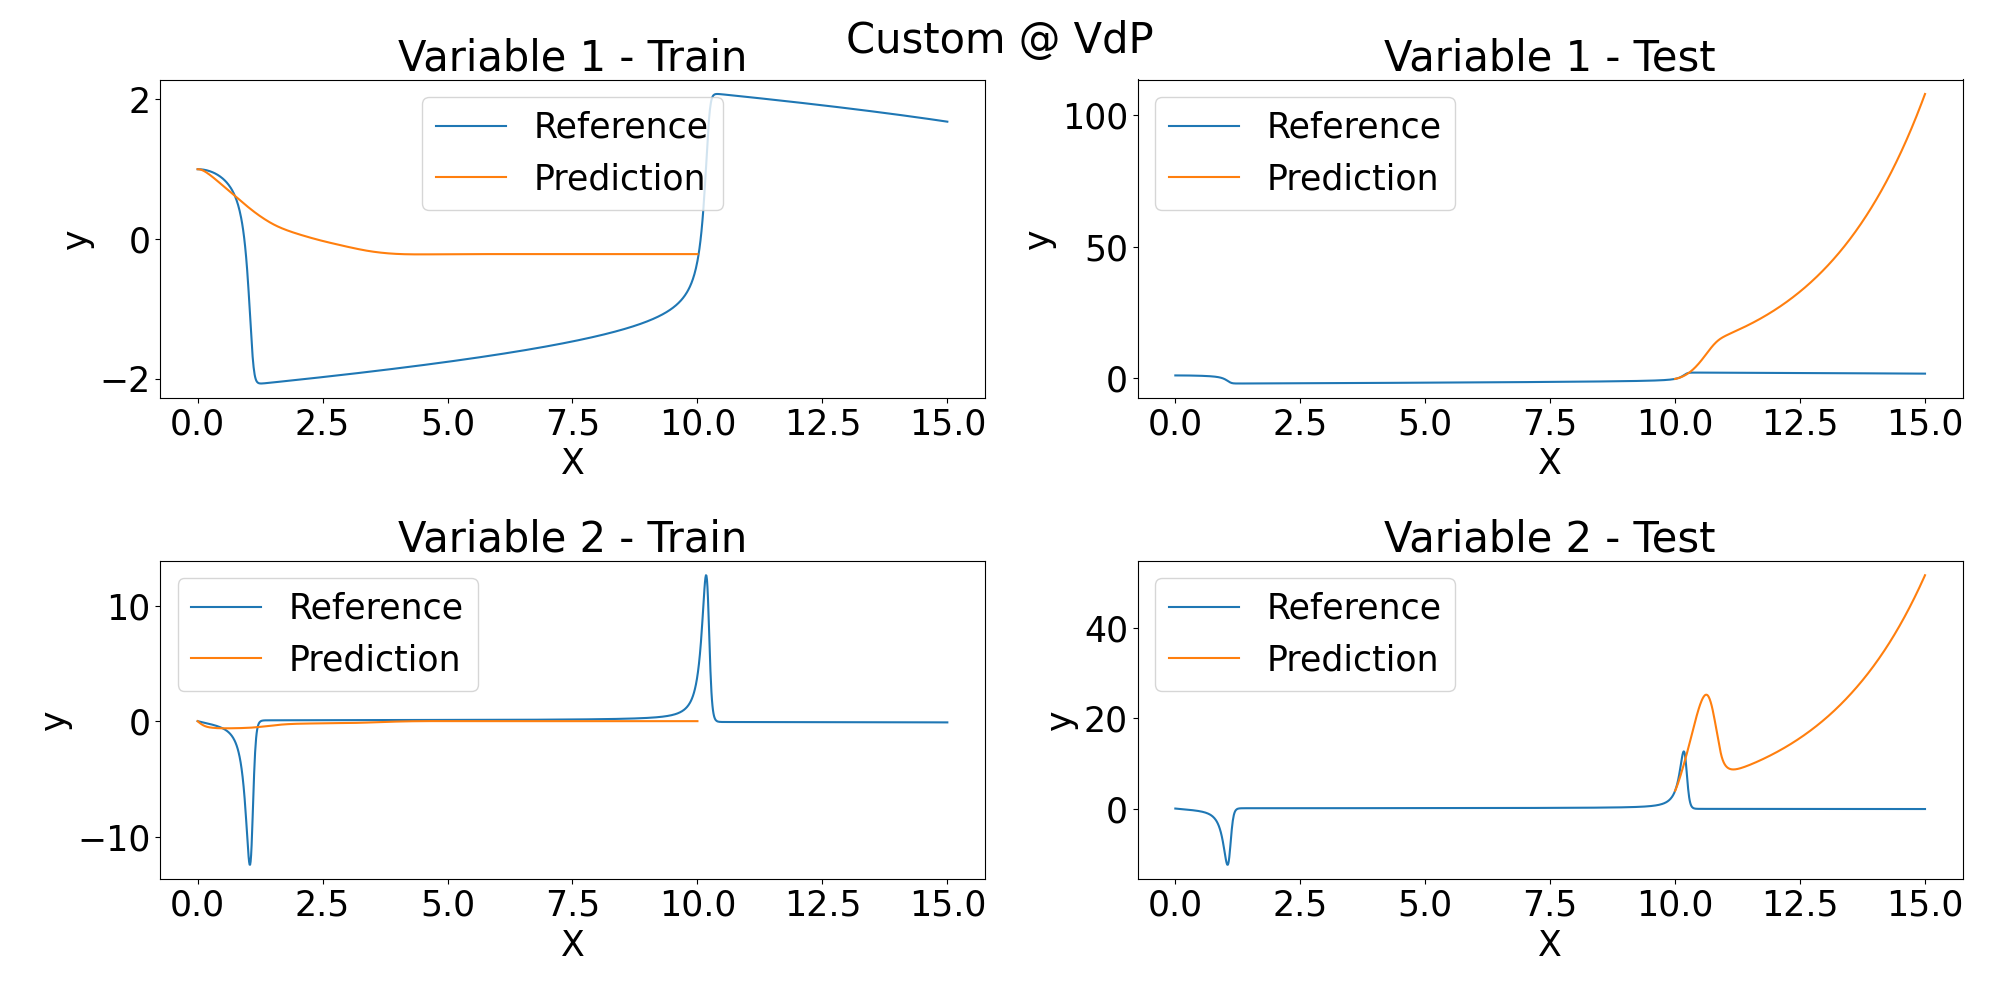 Custom @ VdP
Variable 1 - Train
2
0
−2
y
Reference
Prediction
0.0 2.5 5.0 7.5 10.0 12.5 15.0
X
Variable 1 - Test
100
50
0
y
Reference
Prediction
0.0 2.5 5.0 7.5 10.0 12.5 15.0
X
Variable 2 - Train
10
0
−10
y
Reference
Prediction
0.0 2.5 5.0 7.5 10.0 12.5 15.0
X
Variable 2 - Test
40
20
0
y
Reference
Prediction
0.0 2.5 5.0 7.5 10.0 12.5 15.0
X